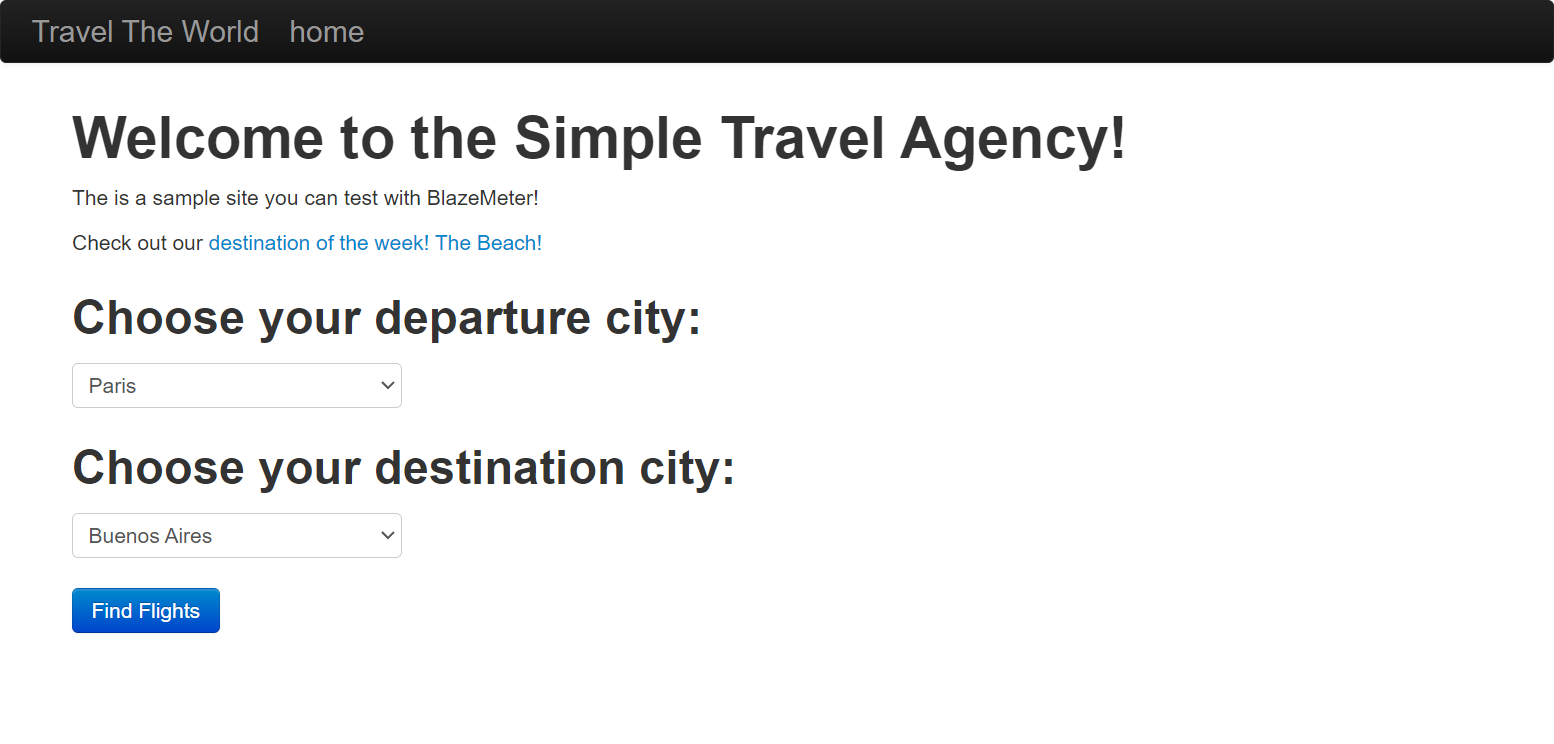 Travel The World home
Welcome to the Simple Travel Agency!
The is a sample site you can test with BlazeMeter!
Check out our destination of the week! The Beach!
Choose your departure city:
Paris
Choose your destination city:
Buenos Aires
Find Flights